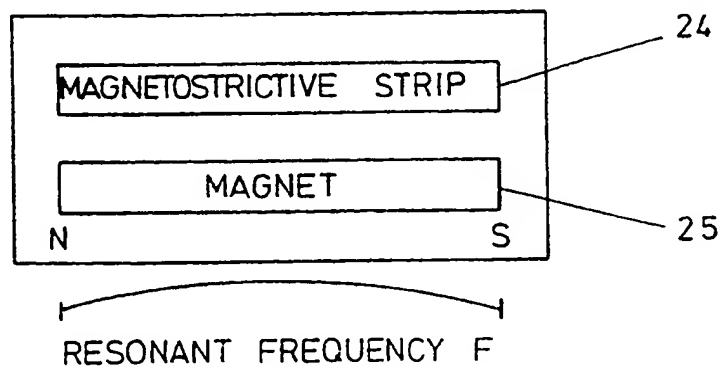 24
MAGNETOSTRICTIVE STRIP
MAGNET
25
N S
RESONANT FREQUENCY F